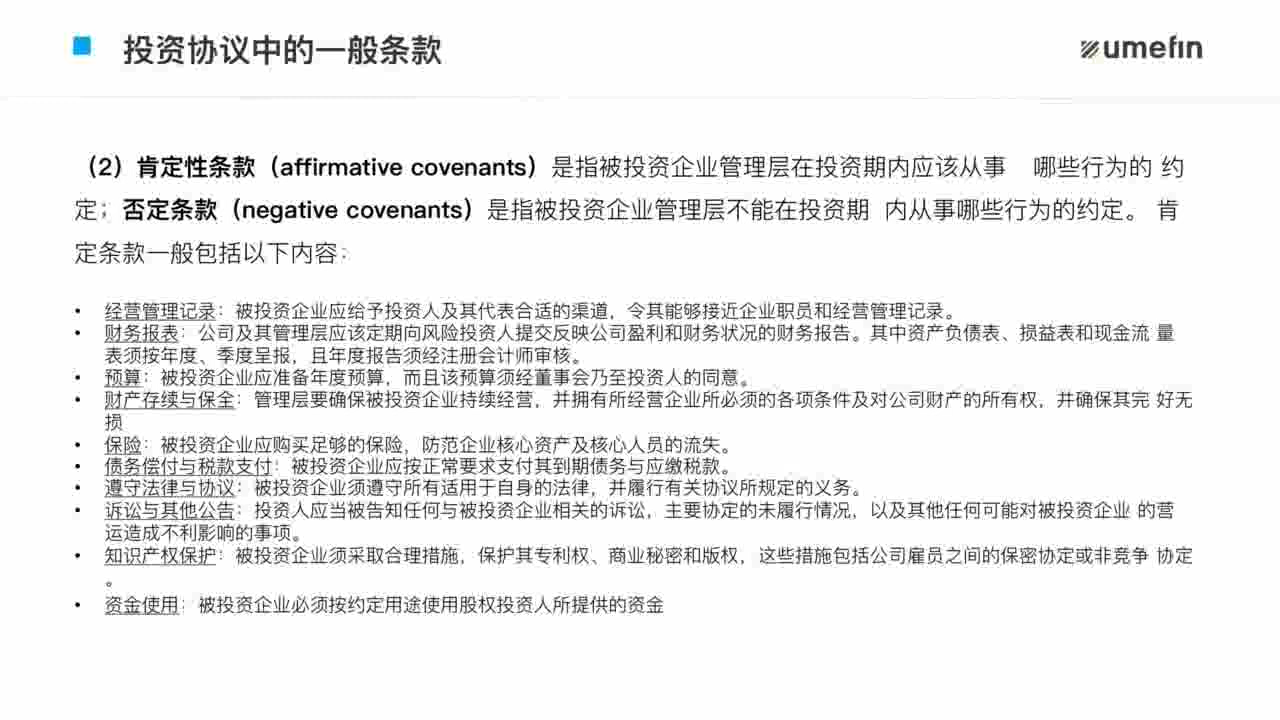 投资协议中的一般条款
umefin
（2）肯定性条款（affirmative covenants）是指被投资企业管理层在投资期内应该从事 哪些行为的 约
定；否定条款（negative covenants）是指被投资企业管理层不能在投资期 内从事哪些行为的约定。 肯
定条款一般包括以下内容：
• 经营管理记录：被投资企业应给予投资人及其代表合适的渠道，令其能够接近企业职员和经营管理记录。
• 财务报表：公司及其管理层应该定期向风险投资人提交反映公司盈利和财务状况的财务报告。其中资产负债表、损益表和现金流 量
表须按年度、季度呈报，且年度报告须经注册会计师审核。
• 预算：被投资企业应准备年度预算，而且该预算须经董事会乃至投资人的同意。
• 财产存续与保全：管理层要确保被投资企业持续经营，并拥有所经营企业所必须的各项条件及对公司财产的所有权，并确保其完 好无
损
• 保险：被投资企业应购买足够的保险，防范企业核心资产及核心人员的流失。
• 债务偿付与税款支付：被投资企业应按正常要求支付其到期债务与应缴税款。
• 遵守法律与协议：被投资企业须遵守所有适用于自身的法律，并履行有关协议所规定的义务。
• 诉讼与其他公告：投资人应当被告知任何与被投资企业相关的诉讼，主要协定的未履行情况，以及其他任何可能对被投资企业 的营
运造成不利影响的事项。
• 知识产权保护：被投资企业须采取合理措施，保护其专利权、商业秘密和版权，这些措施包括公司雇员之间的保密协定或非竞争 协定
。
• 资金使用：被投资企业必须按约定用途使用股权投资人所提供的资金